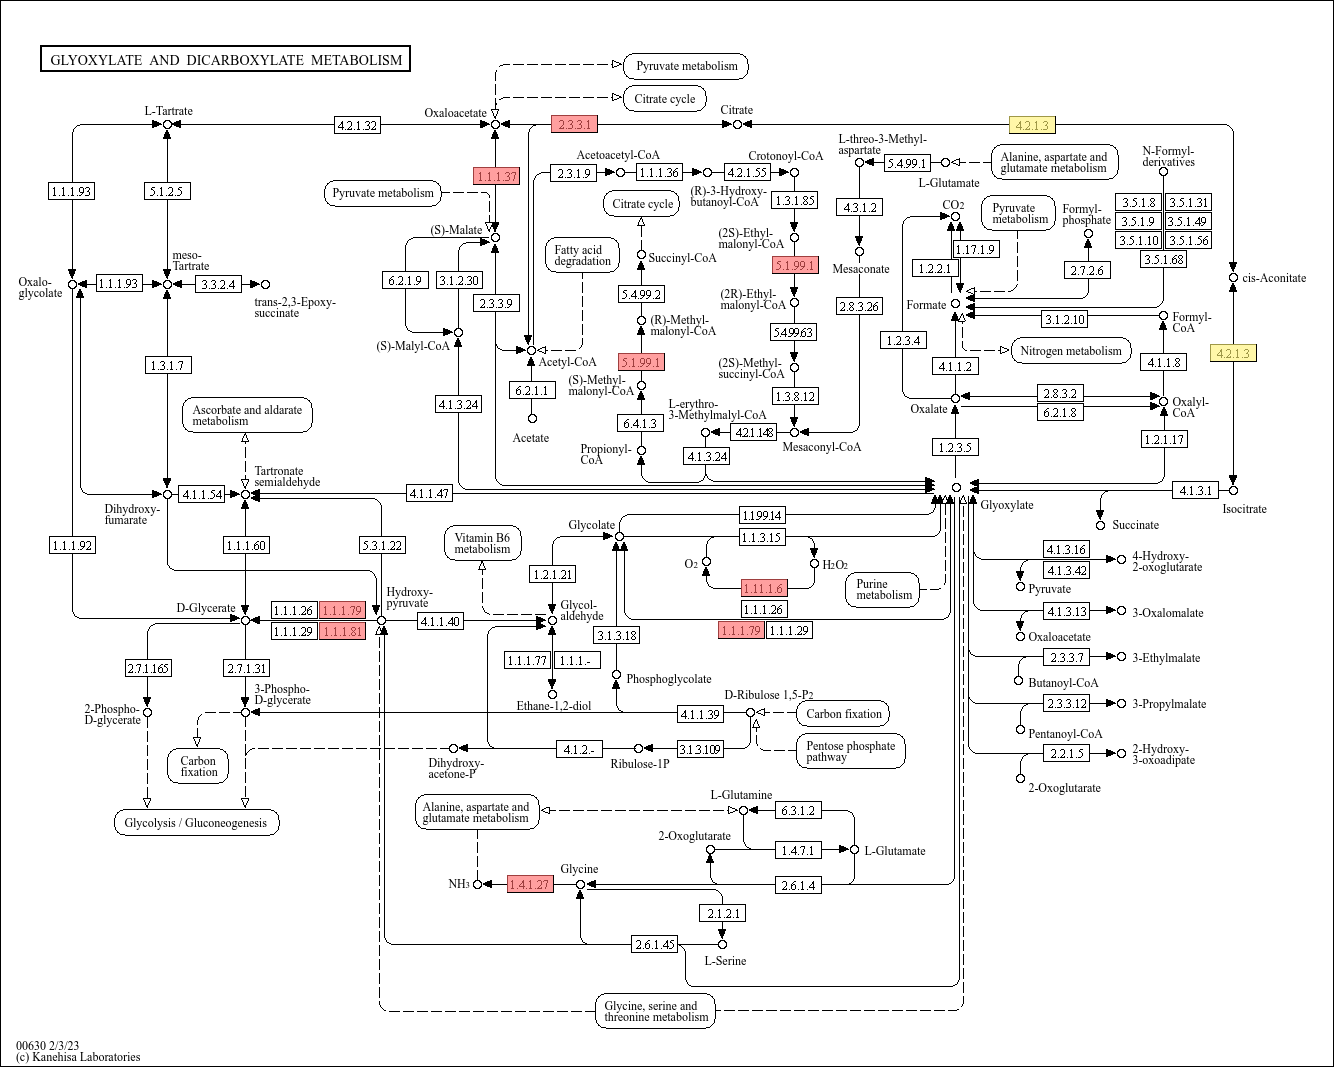 GLYOXYLATE AND DICARBOXYLATE METABOLISM
Pyruvate metabolism
Citrate cycle
L-Tartrate
4.2.1.32
Oxaloacetate
2.3.3.1
Citrate
4.2.1.3
1.1.1.93
5.1.2.5
1.1.1.37
Pyruvate metabolism
(S)-Malate
Acetoacetyl-CoA
2.3.1.9
1.1.1.36
4.2.1.55
Crotonoyl-CoA
(R)-3-Hydroxy-
butanoyl-CoA
1.3.1.85
Citrate cycle
Fatty acid
degradation
(2S)-Ethyl-
malonyl-CoA
5.1.99.1
(2R)-Ethyl-
malonyl-CoA
5.4.99.63
(2S)-Methyl-
succinyl-CoA
1.3.8.12
Mesaconyl-CoA
L-threo-3-Methyl-
aspartate
5.4.99.1
L-Glutamate
Alanine, aspartate and
glutamate metabolism
4.3.1.2
Mesaconate
2.8.3.26
N-Formyl-
derivatives
3.5.1.8
3.5.1.31
3.5.1.9
3.5.1.49
3.5.1.10
3.5.1.56
3.5.1.68
CO2
Pyruvate
metabolism
Formyl-
phosphate
1.17.1.9
1.2.2.1
2.7.2.6
Formate
3.1.2.10
Formyl-
CoA
Nitrogen metabolism
1.2.3.4
4.1.1.2
4.1.1.8
Oxalate
2.8.3.2
6.2.1.8
Oxalyl-
CoA
1.2.3.5
1.2.1.17
cis-Aconitate
4.2.1.3
4.1.3.1
Isocitrate
Succinate
Glyoxylate
Oxalo-
glycolate
1.1.1.93
meso-
Tartrate
3.3.2.4
trans-2,3-Epoxy-
succinate
1.3.1.7
6.2.1.9
3.1.2.30
2.3.3.9
(S)-Malyl-CoA
Acetyl-CoA
6.2.1.1
Acetate
4.1.3.24
Succinyl-CoA
5.4.99.2
(R)-Methyl-
malonyl-CoA
5.1.99.1
(S)-Methyl-
malonyl-CoA
6.4.1.3
Propionyl-
CoA
L-erythro-
3-Methylmalyl-CoA
4.2.1.148
4.1.3.24
Ascorbate and aldarate
metabolism
Tartronate
semialdehyde
4.1.1.54
4.1.1.47
Dihydroxy-
fumarate
1.1.1.92
1.1.1.60
5.3.1.22
Vitamin B6
metabolism
1.2.1.21
Glycolate
1.1.99.14
1.1.3.15
O2
H2O2
1.11.1.6
1.1.1.26
1.1.1.79
1.1.1.29
Purine
metabolism
D-Glycerate
1.1.1.26
1.1.1.79
1.1.1.29
1.1.1.81
Hydroxy-
pyruvate
4.1.1.40
Glycol-
aldehyde
3.1.3.18
1.1.1.77
1.1.1.-
Phosphoglycolate
Ethane-1,2-diol
2.7.1.165
2.7.1.31
2-Phospho-
D-glycerate
3-Phospho-
D-glycerate
D-Ribulose 1,5-P2
4.1.1.39
Carbon fixation
Carbon
fixation
Dihydroxy-
acetone-P
4.1.2.-
Ribulose-1P
3.1.3.109
Pentose phosphate
pathway
Glycolysis / Gluconeogenesis
4.1.3.16
4.1.3.42
4-Hydroxy-
2-oxoglutarate
Pyruvate
4.1.3.13
3-Oxalomalate
Oxaloacetate
2.3.3.7
3-Ethylmalate
Butanoyl-CoA
2.3.3.12
3-Propylmalate
Pentanoyl-CoA
2.2.1.5
2-Hydroxy-
3-oxoadipate
2-Oxoglutarate
Alanine, aspartate and
glutamate metabolism
L-Glutamine
6.3.1.2
2-Oxoglutarate
1.4.7.1
L-Glutamate
NH3
1.4.1.27
Glycine
2.6.1.4
2.1.2.1
2.6.1.45
L-Serine
Glycine, serine and
threonine metabolism
00630 2/3/23
(c) Kanehisa Laboratories